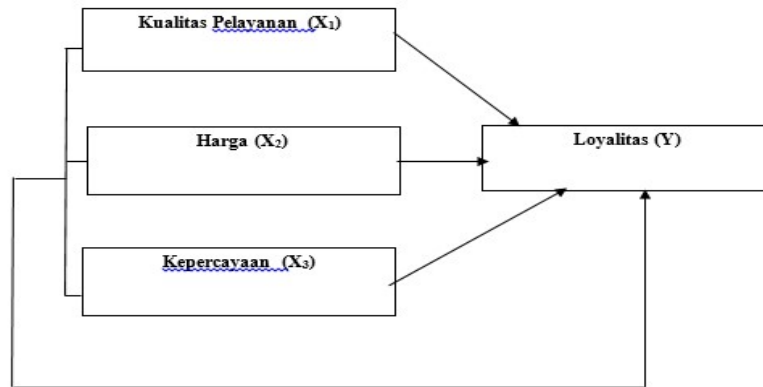 Kualitas Pelayanan (X₁)
Harga (X₂)
Loyalitas (Y)
Kepercayaan (X₃)